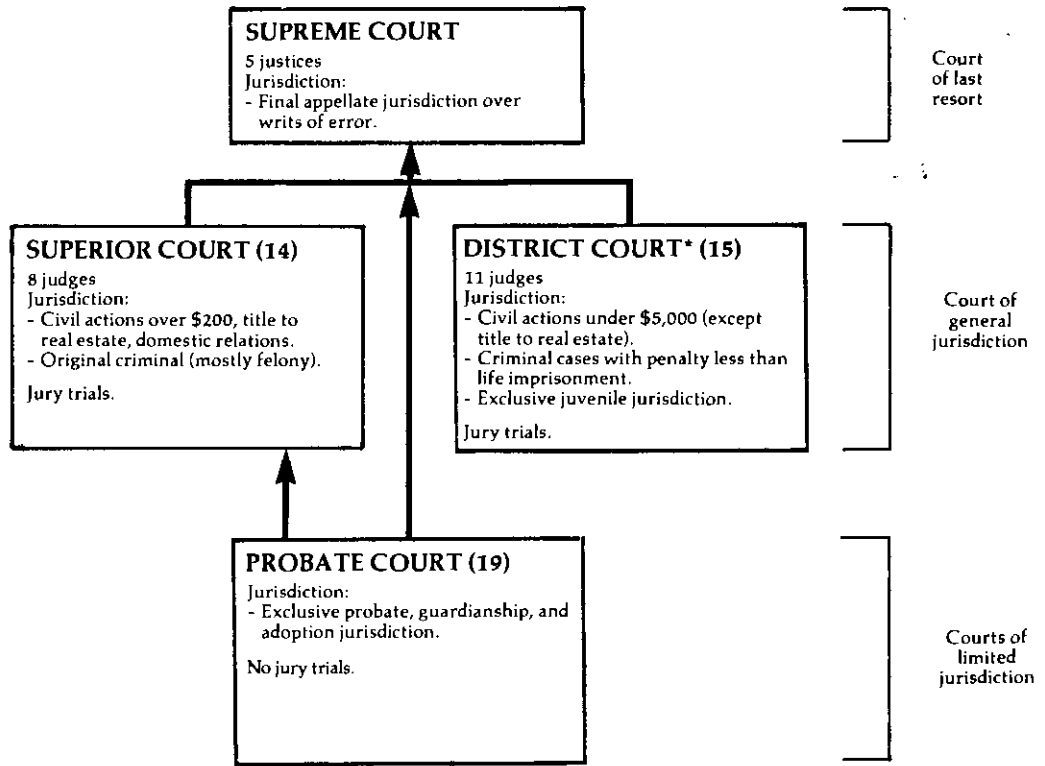 SUPREME COURT
5 justices
Jurisdiction:
- Final appellate jurisdiction over
writs of error.
Court
of last
resort
SUPERIOR COURT (14)
8 judges
Jurisdiction:
- Civil actions over $200, title to
real estate, domestic relations.
- Original criminal (mostly felony).
Jury trials.
DISTRICT COURT* (15)
11 judges
Jurisdiction:
- Civil actions under $5,000 (except
title to real estate).
- Criminal cases with penalty less than
life imprisonment.
- Exclusive juvenile jurisdiction.
Jury trials.
Court of
general
jurisdiction
PROBATE COURT (19)
Jurisdiction:
- Exclusive probate, guardianship, and
adoption jurisdiction.
No jury trials.
Courts of
limited
jurisdiction